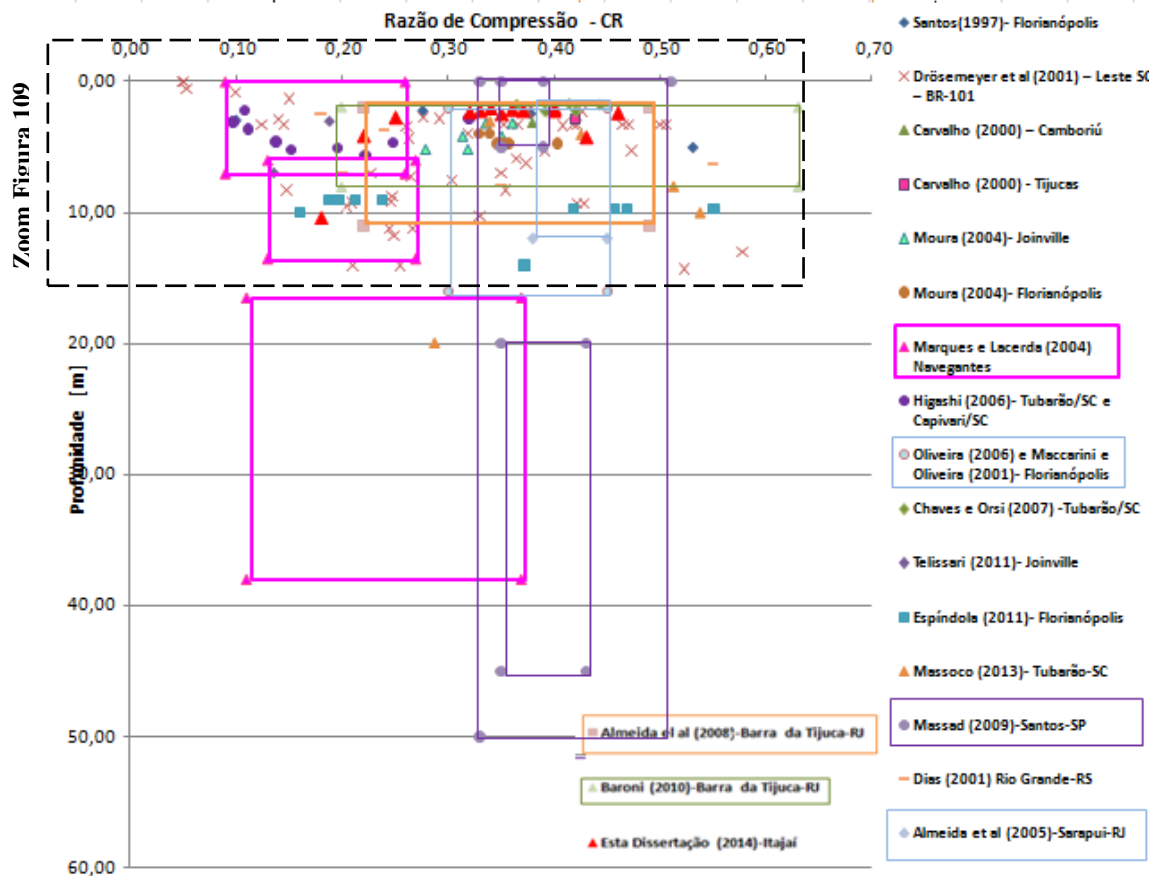 Razão de Compressão - CR
0,00 0,10 0,20 0,30 0,40 0,50 0,60 0,70
0,00
10,00
20,00
30,00
40,00
50,00
60,00
Zoom Figura 109
Profunidade [m]
Santos(1997)- Florianópolis
Drösemeyer et al (2001) – Leste SC
– BR-101
Carvalho (2000) – Camboriú
Carvalho (2000) - Tijucas
Moura (2004)- Joinville
Moura (2004)- Florianópolis
Marques e Lacerda (2004)
Navegantes
Higashi (2006)- Tubarão/SC e
Capivari/SC
Oliveira (2006) e Maccarini e
Oliveira (2001)- Florianópolis
Chaves e Orsi (2007) -Tubarão/SC
Telissari (2011)- Joinville
Espíndola (2011)- Florianópolis
Massoco (2013)- Tubarão-SC
Massad (2009)-Santos-SP
Dias (2001) Rio Grande-RS
Almeida et al (2005)-Sarapui-RJ
Almeida el al (2008)-Barra da Tijuca-RJ
Baroni (2010)-Barra da Tijuca-RJ
Esta Dissertação (2014)-Itajaí